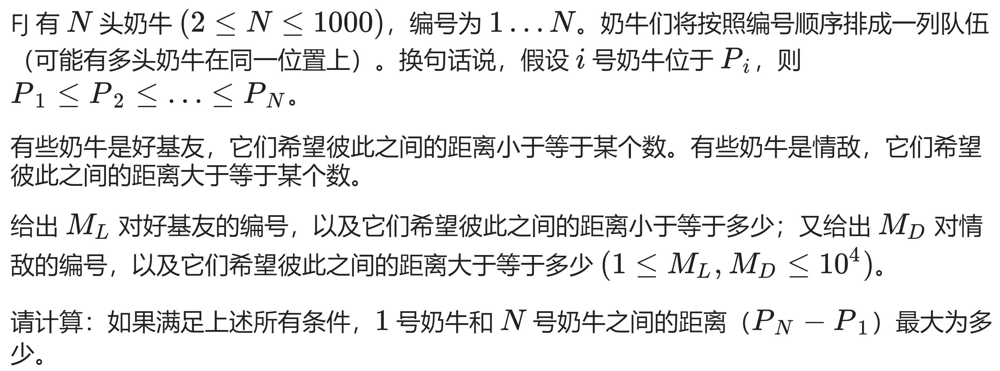 FJ 有 N 头奶牛 (2 ≤ N ≤ 1000)，编号为 1 … N。奶牛们将按照编号顺序排成一列队伍
（可能有多头奶牛在同一位置上）。换句话说，假设 i 号奶牛位于 P_i，则
P_1 ≤ P_2 ≤ … ≤ P_N。
有些奶牛是好基友，它们希望彼此之间的距离小于等于某个数。有些奶牛是情敌，它们希望
彼此之间的距离大于等于某个数。
给出 M_L 对好基友的编号，以及它们希望彼此之间的距离小于等于多少；又给出 M_D 对情
敌的编号，以及它们希望彼此之间的距离大于等于多少 (1 ≤ M_L, M_D ≤ 10^4)。
请计算：如果满足上述所有条件，1 号奶牛和 N 号奶牛之间的距离（P_N − P_1）最大为多
少。